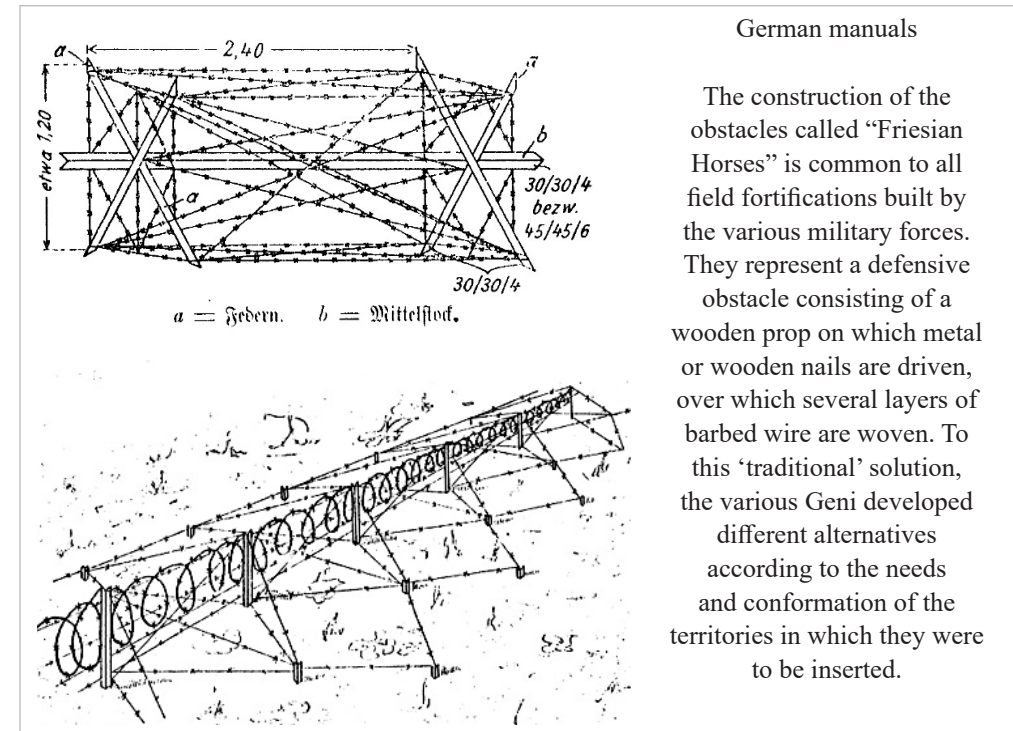 a
2,40
a
etwa 1,20
b
a
30/30/4
bezw.
45/45/6
30/30/4
a = Federn. b = Mittelstock.
German manuals
The construction of the
obstacles called “Friesian
Horses” is common to all
field fortifications built by
the various military forces.
They represent a defensive
obstacle consisting of a
wooden prop on which metal
or wooden nails are driven,
over which several layers of
barbed wire are woven. To
this ‘traditional’ solution,
the various Geni developed
different alternatives
according to the needs
and conformation of the
territories in which they were
to be inserted.